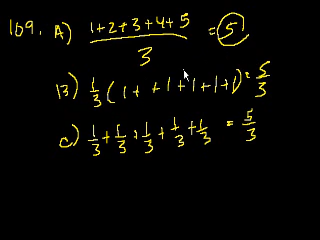 109. A) (1+2+3+4+5)/3 = 5
B) 1/3 (1 + +1+1+1+1) = 5/3
C) 1/3 + 1/3 + 1/3 + 1/3 + 1/3 = 5/3